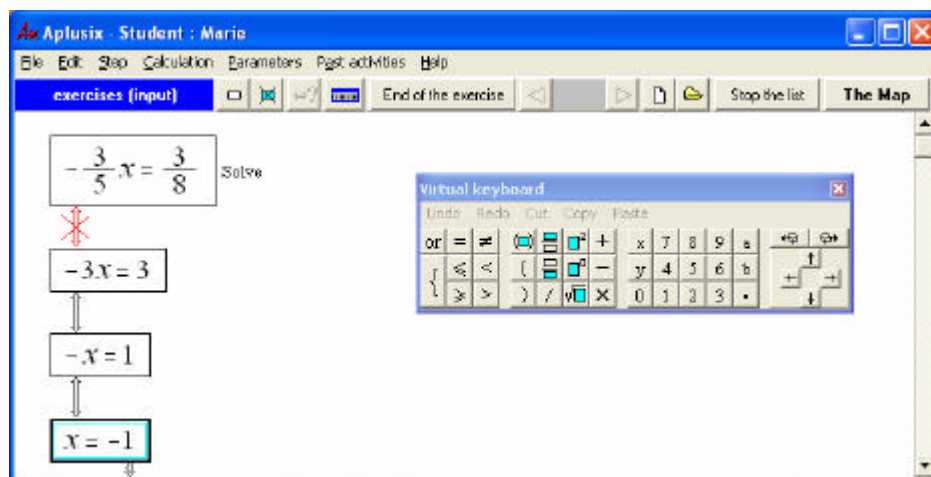 Aplusix - Student : Marie
File Edit Step Calculation Parameters Past activities Help
exercises (input) End of the exercise Stop the list The Map
-3/5 x = 3/8 Solve
Virtual keyboard
Undo Redo Cut Copy Paste
or = ≠ (□) □² + x 7 8 9 a
{ ≤ < ( □ⁿ − y 4 5 6 b
≥ > ) / √□ × 0 1 2 3 •
-3x = 3
-x = 1
x = -1